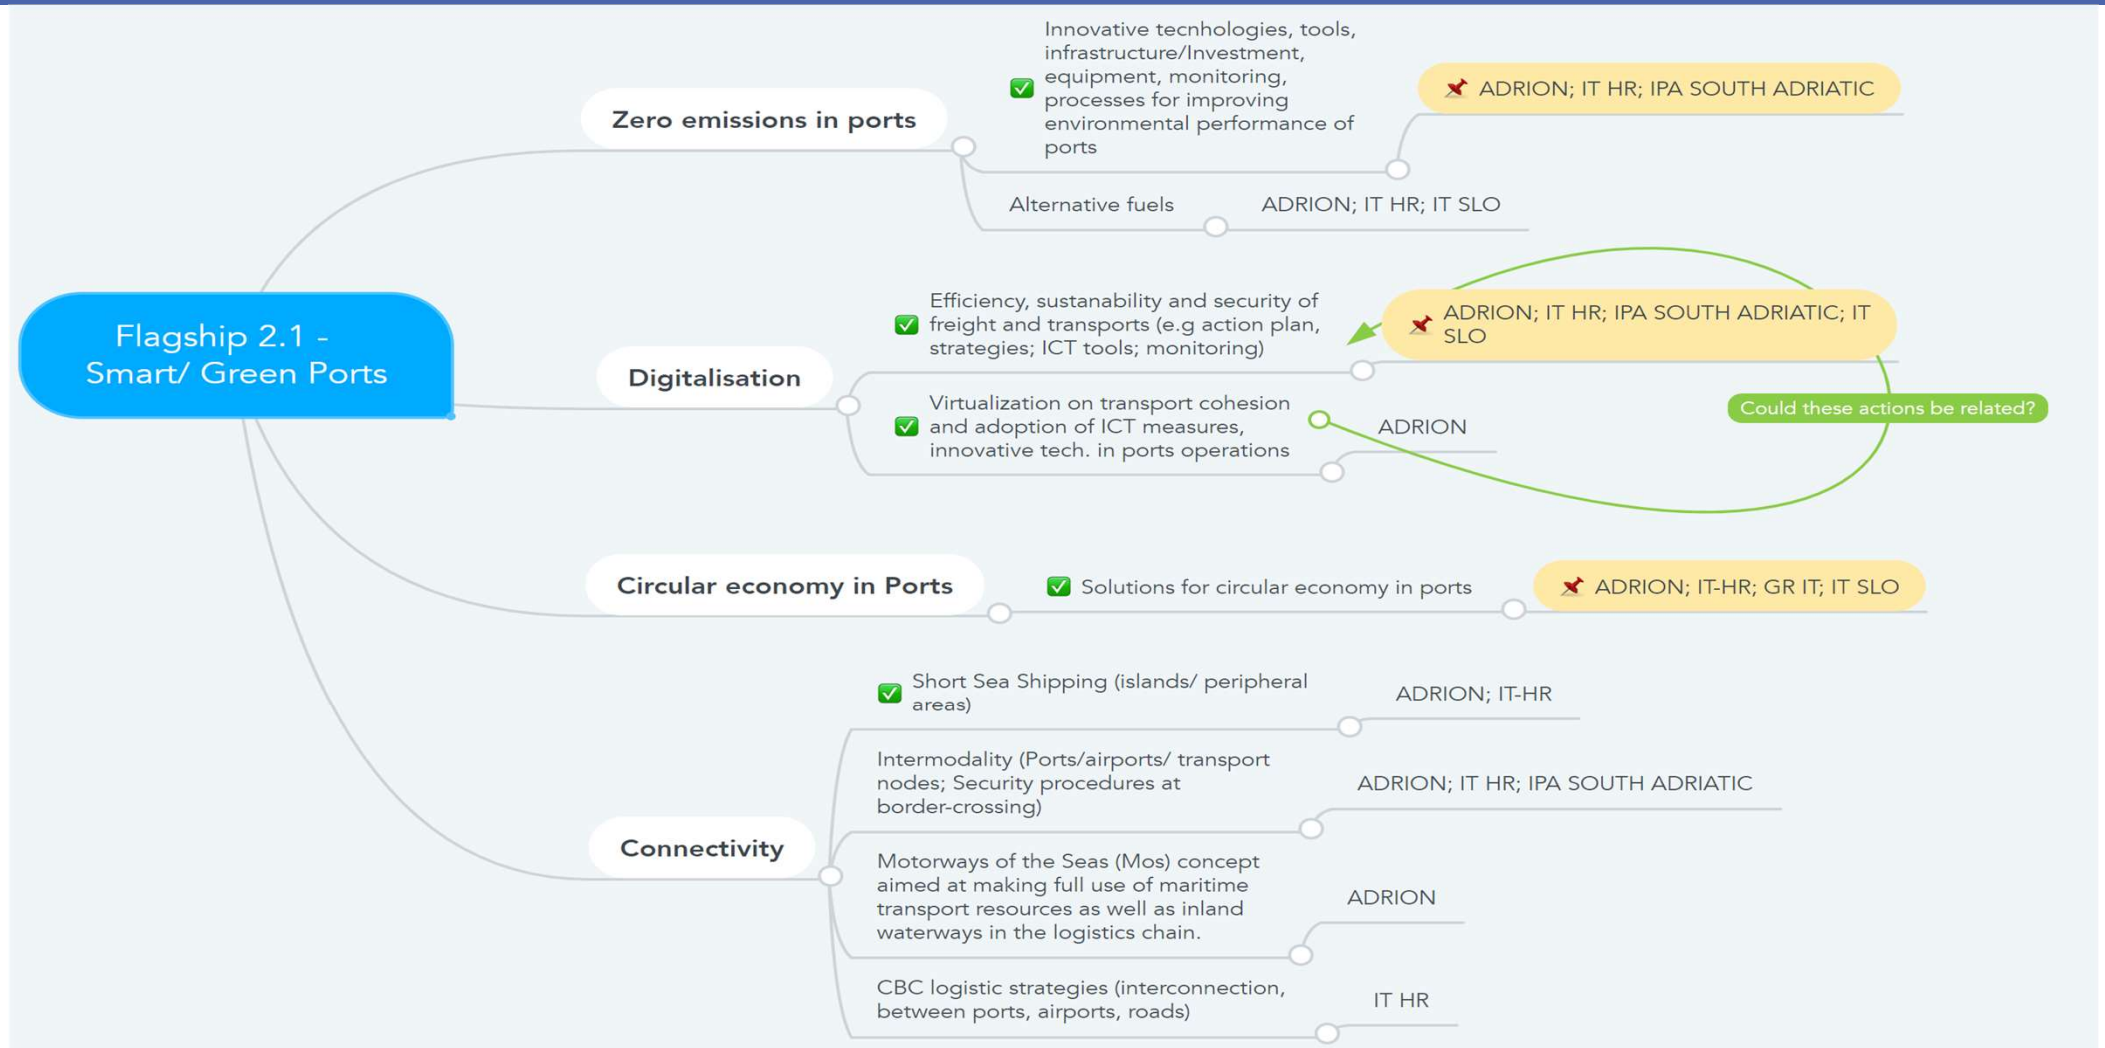 Flagship 2.1 -
Smart/ Green Ports
Zero emissions in ports
Innovative tecnhologies, tools,
infrastructure/Investment,
equipment, monitoring,
processes for improving
environmental performance of
ports
ADRION; IT HR; IPA SOUTH ADRIATIC
Alternative fuels
ADRION; IT HR; IT SLO
Digitalisation
Efficiency, sustanability and security of
freight and transports (e.g action plan,
strategies; ICT tools; monitoring)
ADRION; IT HR; IPA SOUTH ADRIATIC; IT
SLO
Virtualization on transport cohesion
and adoption of ICT measures,
innovative tech. in ports operations
ADRION
Could these actions be related?
Circular economy in Ports
Solutions for circular economy in ports
ADRION; IT-HR; GR IT; IT SLO
Connectivity
Short Sea Shipping (islands/ peripheral
areas)
ADRION; IT-HR
Intermodality (Ports/airports/ transport
nodes; Security procedures at
border-crossing)
ADRION; IT HR; IPA SOUTH ADRIATIC
Motorways of the Seas (Mos) concept
aimed at making full use of maritime
transport resources as well as inland
waterways in the logistics chain.
ADRION
CBC logistic strategies (interconnection,
between ports, airports, roads)
IT HR